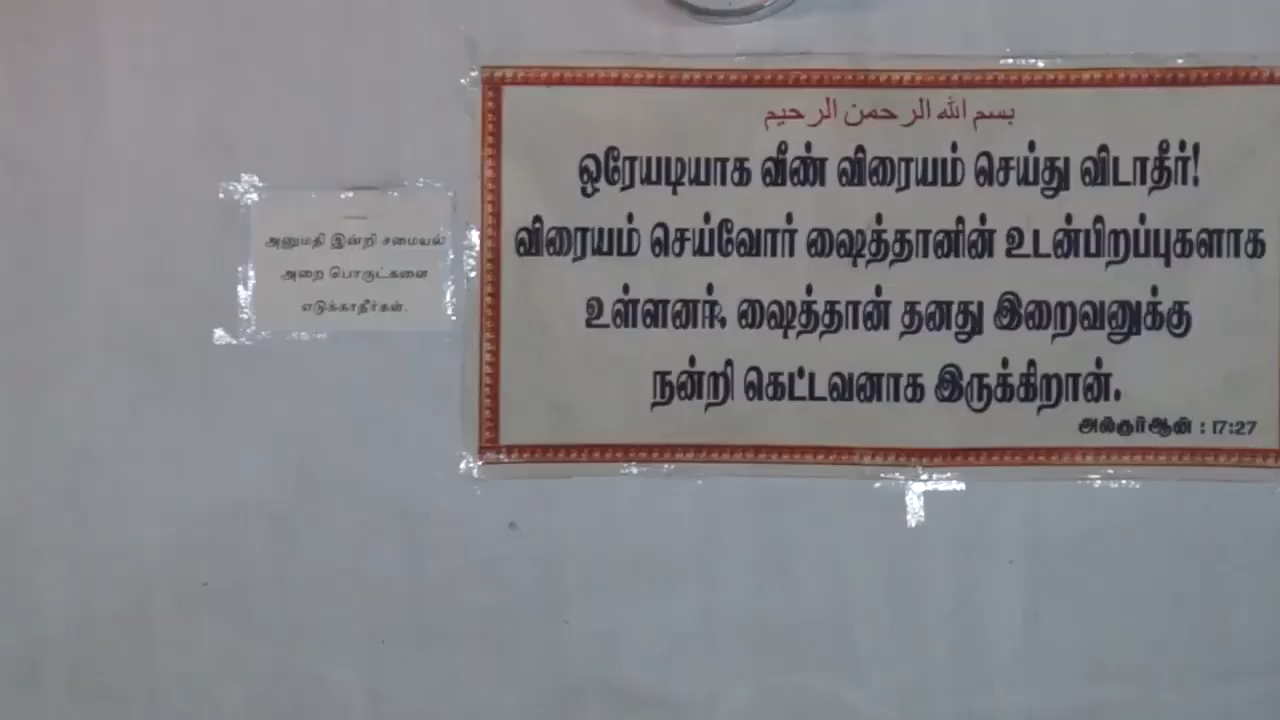 அனுமதி இன்றி சமையல்
அறை பொருட்களை
எடுக்காதீர்கள்.
بسم الله الرحمن الرحيم
ஒரேயடியாக வீண் விரையம் செய்து விடாதீர்!
விரையம் செய்வோர் ஷைத்தானின் உடன்பிறப்புகளாக
உள்ளனர். ஷைத்தான் தனது இறைவனுக்கு
நன்றி கெட்டவனாக இருக்கிறான்.
அல்குர்ஆன் : 17:27